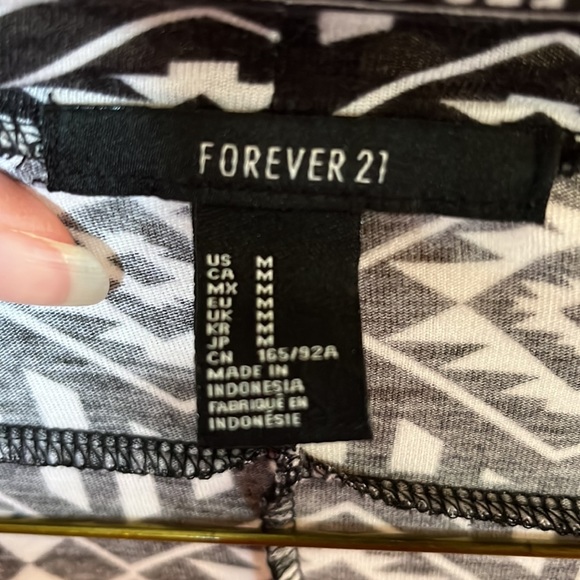 FOREVER 21
US M
CA M
MX M
EU M
UK M
KR M
JP M
CN 165/92A
MADE IN
INDONESIA
FABRIQUÉ EN
INDONÉSIE